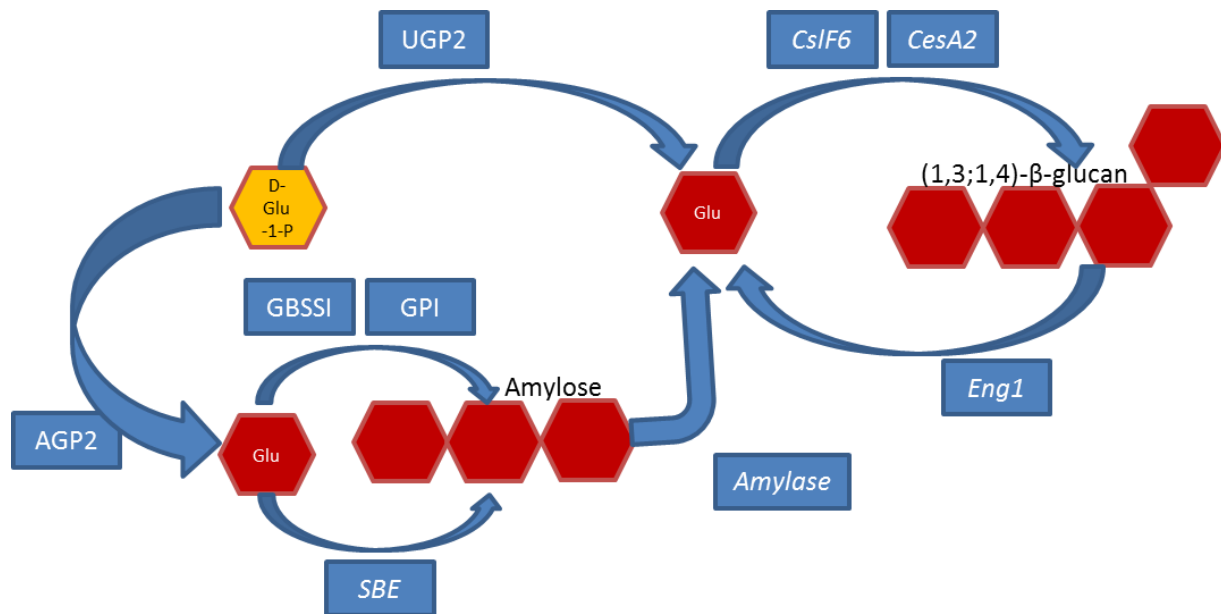 UGP2
CslF6
CesA2
D-
Glu
-1-P
Glu
(1,3;1,4)-β-glucan
GBSSI
GPI
Amylose
Eng1
AGP2
Glu
Amylase
SBE